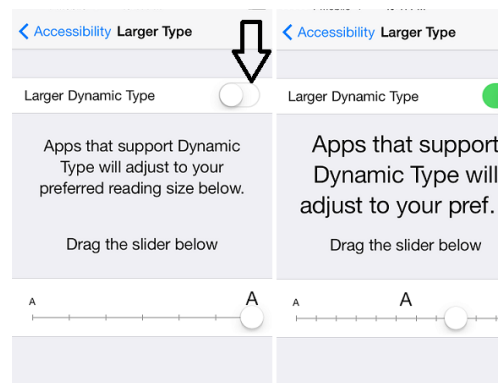 Accessibility Larger Type
Larger Dynamic Type
Apps that support Dynamic
Type will adjust to your
preferred reading size below.
Drag the slider below
A A
Accessibility Larger Type
Larger Dynamic Type
Apps that support
Dynamic Type will
adjust to your pref.
Drag the slider below
A A